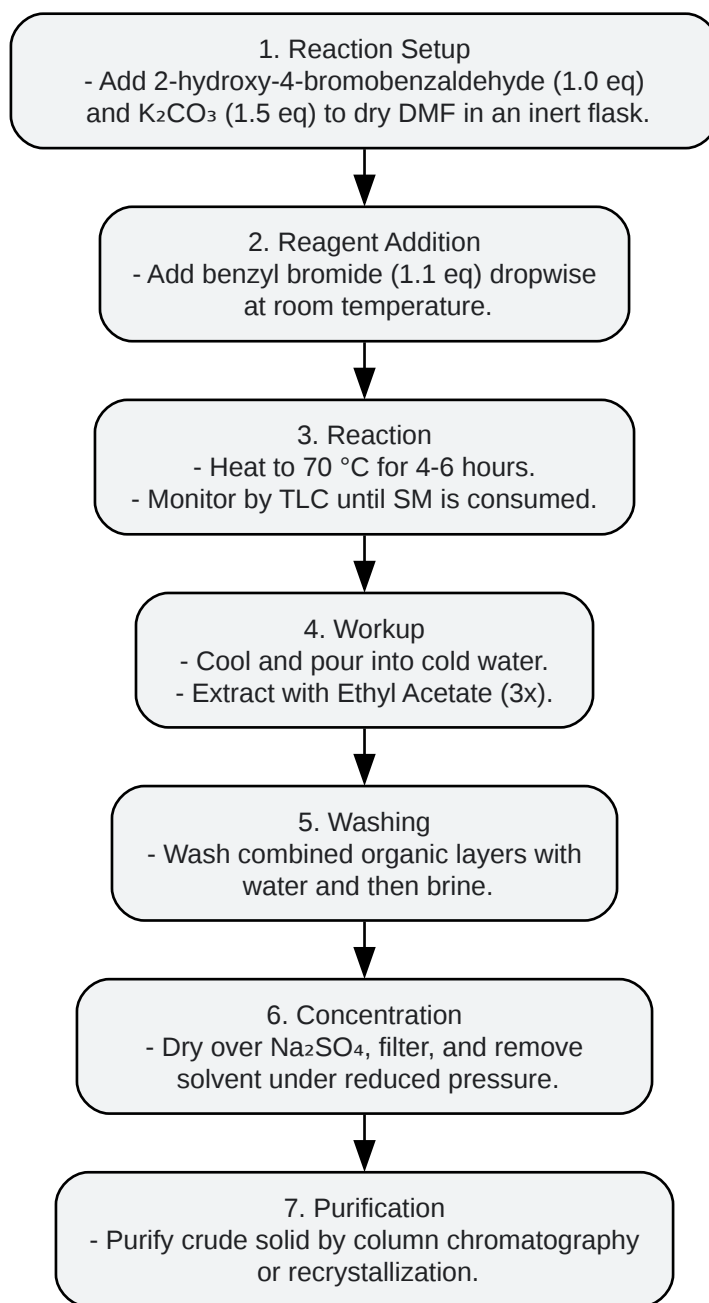 1. Reaction Setup
- Add 2-hydroxy-4-bromobenzaldehyde (1.0 eq)
and K₂CO₃ (1.5 eq) to dry DMF in an inert flask.
2. Reagent Addition
- Add benzyl bromide (1.1 eq) dropwise
at room temperature.
3. Reaction
- Heat to 70 °C for 4-6 hours.
- Monitor by TLC until SM is consumed.
4. Workup
- Cool and pour into cold water.
- Extract with Ethyl Acetate (3x).
5. Washing
- Wash combined organic layers with
water and then brine.
6. Concentration
- Dry over Na₂SO₄, filter, and remove
solvent under reduced pressure.
7. Purification
- Purify crude solid by column chromatography
or recrystallization.